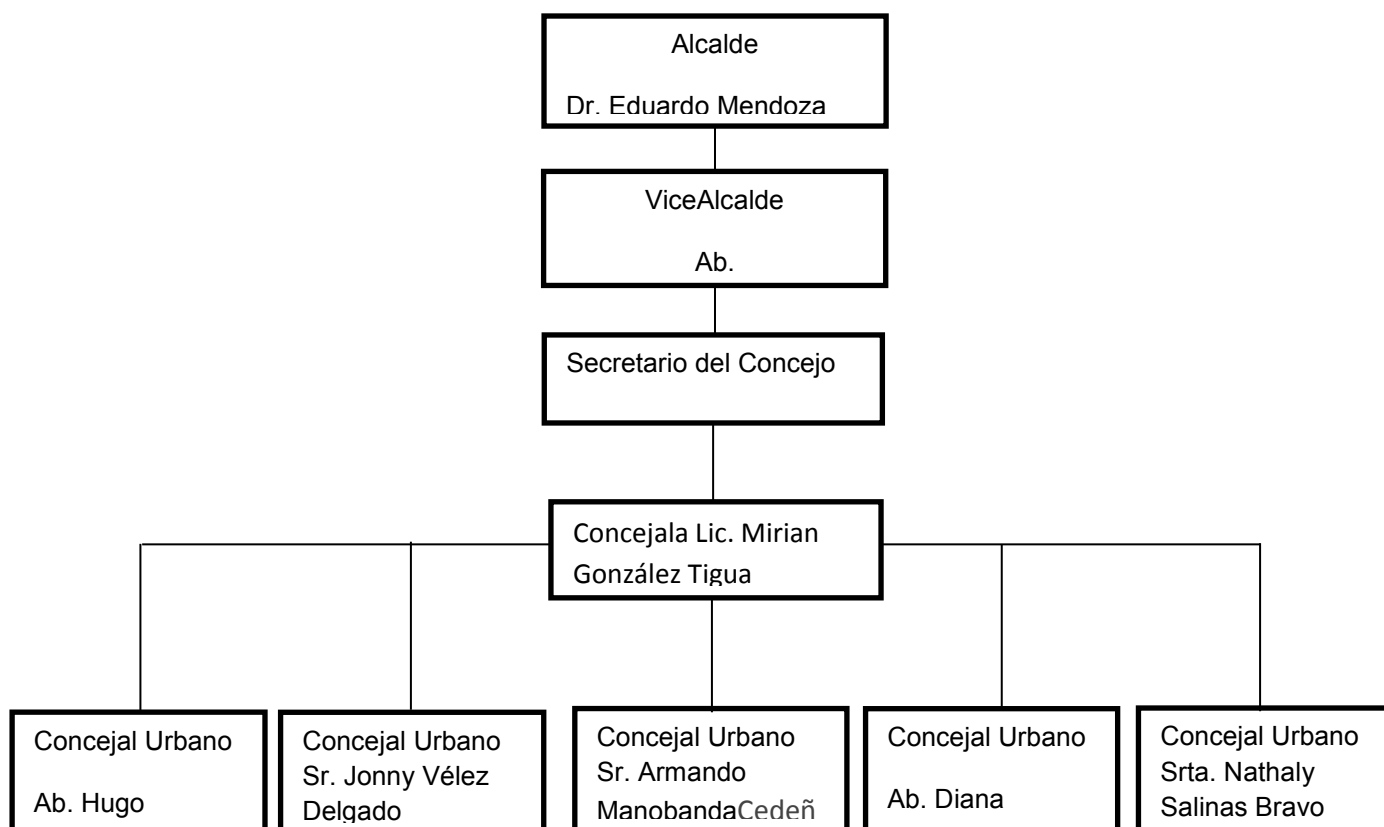 Alcalde
Dr. Eduardo Mendoza
ViceAlcalde
Ab.
Secretario del Concejo
Concejala Lic. Mirian
González Tigua
Concejal Urbano
Ab. Hugo
Concejal Urbano
Sr. Jonny Vélez
Delgado
Concejal Urbano
Sr. Armando
ManobandaCedeñ
Concejal Urbano
Ab. Diana
Concejal Urbano
Srta. Nathaly
Salinas Bravo